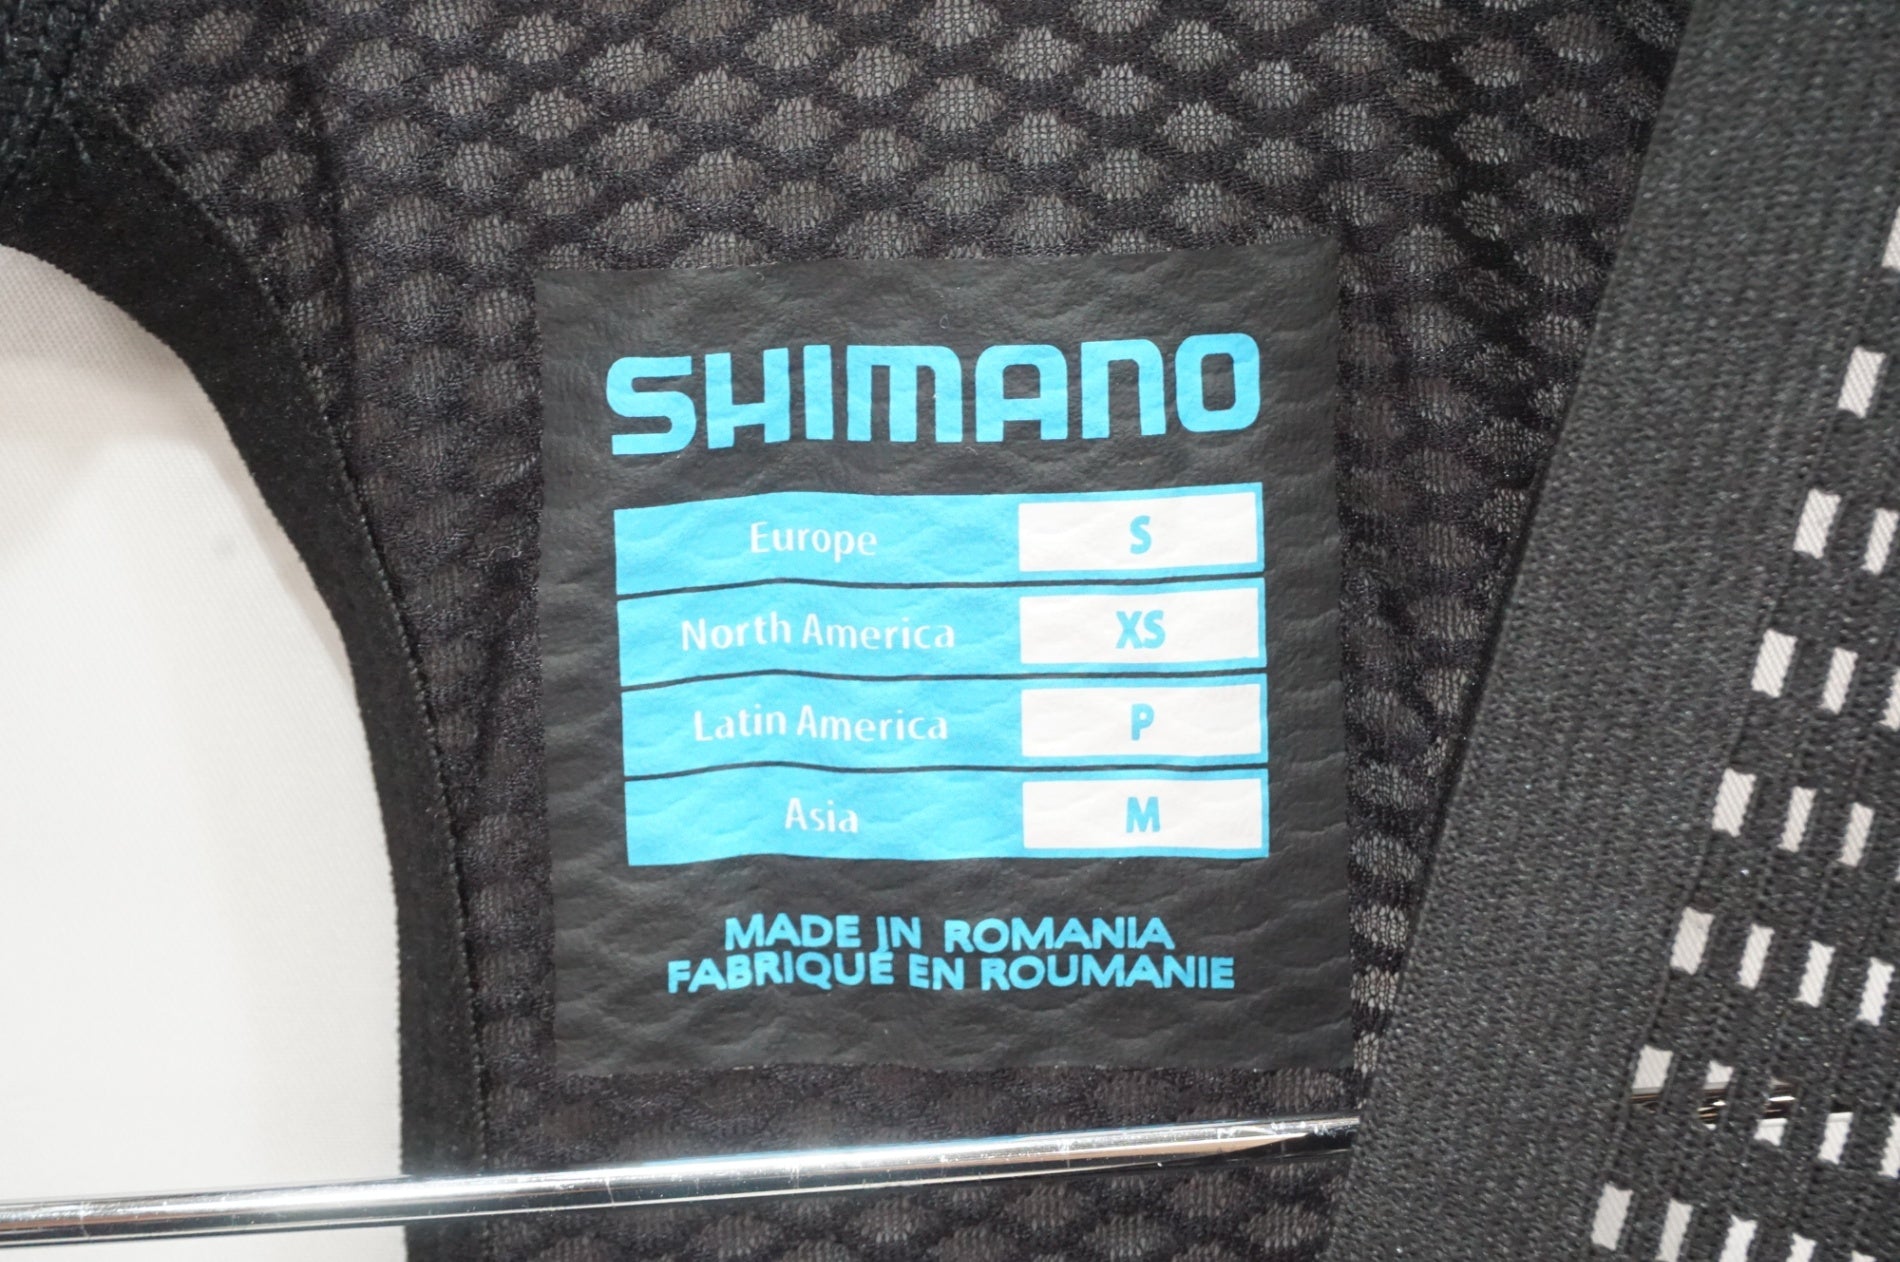 SHIMANO
Europe S
North America XS
Latin America P
Asia M
MADE IN ROMANIA
FABRIQUÉ EN ROUMANIE